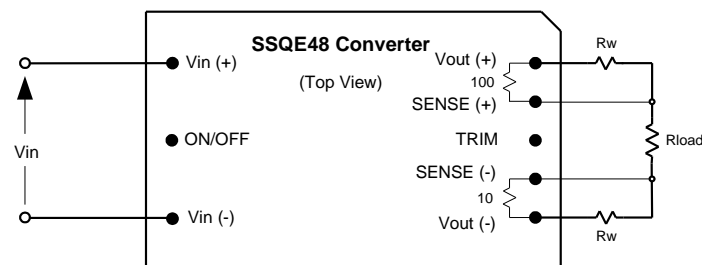 SSQE48 Converter
(Top View)
Vin (+)
Vout (+)
Rw
100
SENSE (+)
ON/OFF
TRIM
Rload
Vin
SENSE (-)
10
Vin (-)
Vout (-)
Rw